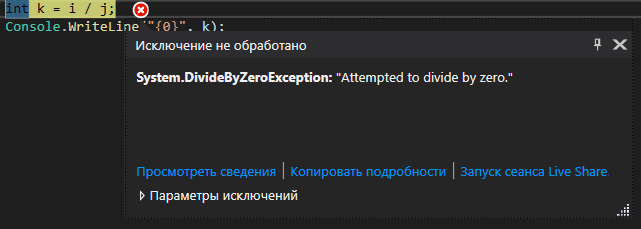 int k = i / j;
Console.WriteLine("{0}", k);
Исключение не обработано
System.DivideByZeroException: "Attempted to divide by zero."
Просмотреть сведения | Копировать подробности | Запуск сеанса Live Share
Параметры исключений